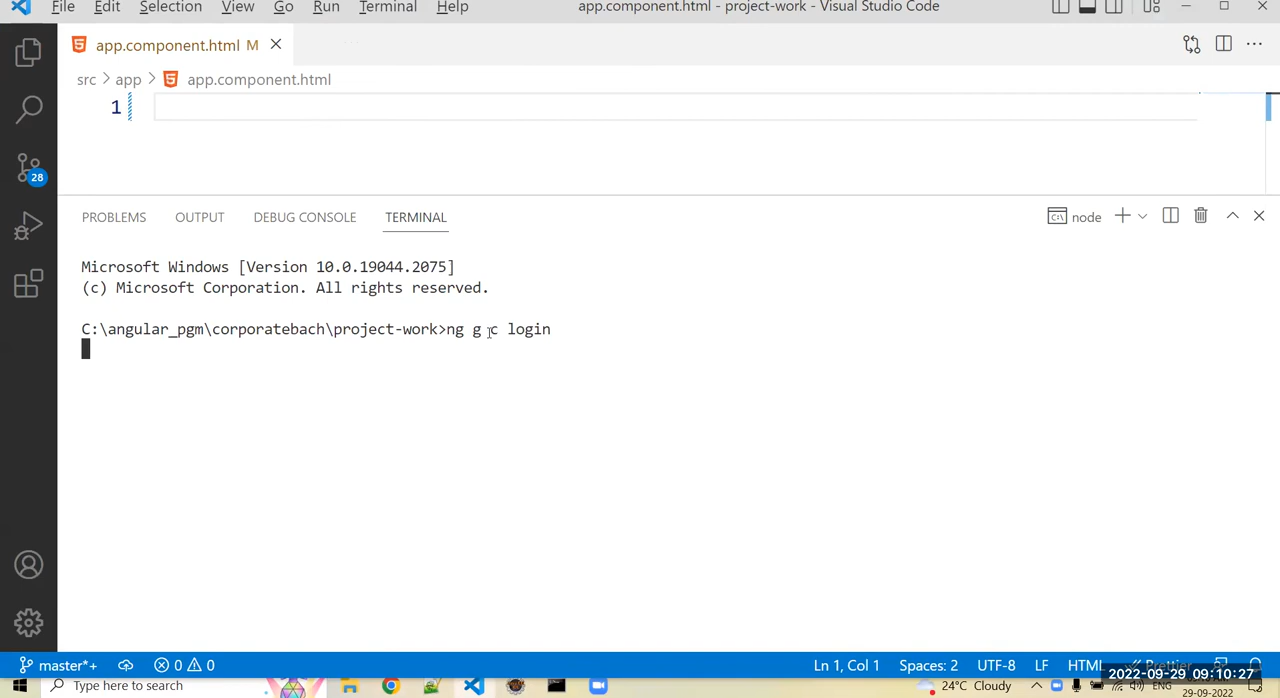 File Edit Selection View Go Run Terminal Help app.component.html - project-work - Visual Studio Code
app.component.html M
src > app > app.component.html
1
28
PROBLEMS OUTPUT DEBUG CONSOLE TERMINAL node
Microsoft Windows [Version 10.0.19044.2075]
(c) Microsoft Corporation. All rights reserved.
C:\angular_pgm\corporatebach\project-work>ng g c login
master*+ 0 0 Ln 1, Col 1 Spaces: 2 UTF-8 LF HTML Prettier
2022-09-29 09:10:27
Type here to search 24°C Cloudy ENG
29-09-2022